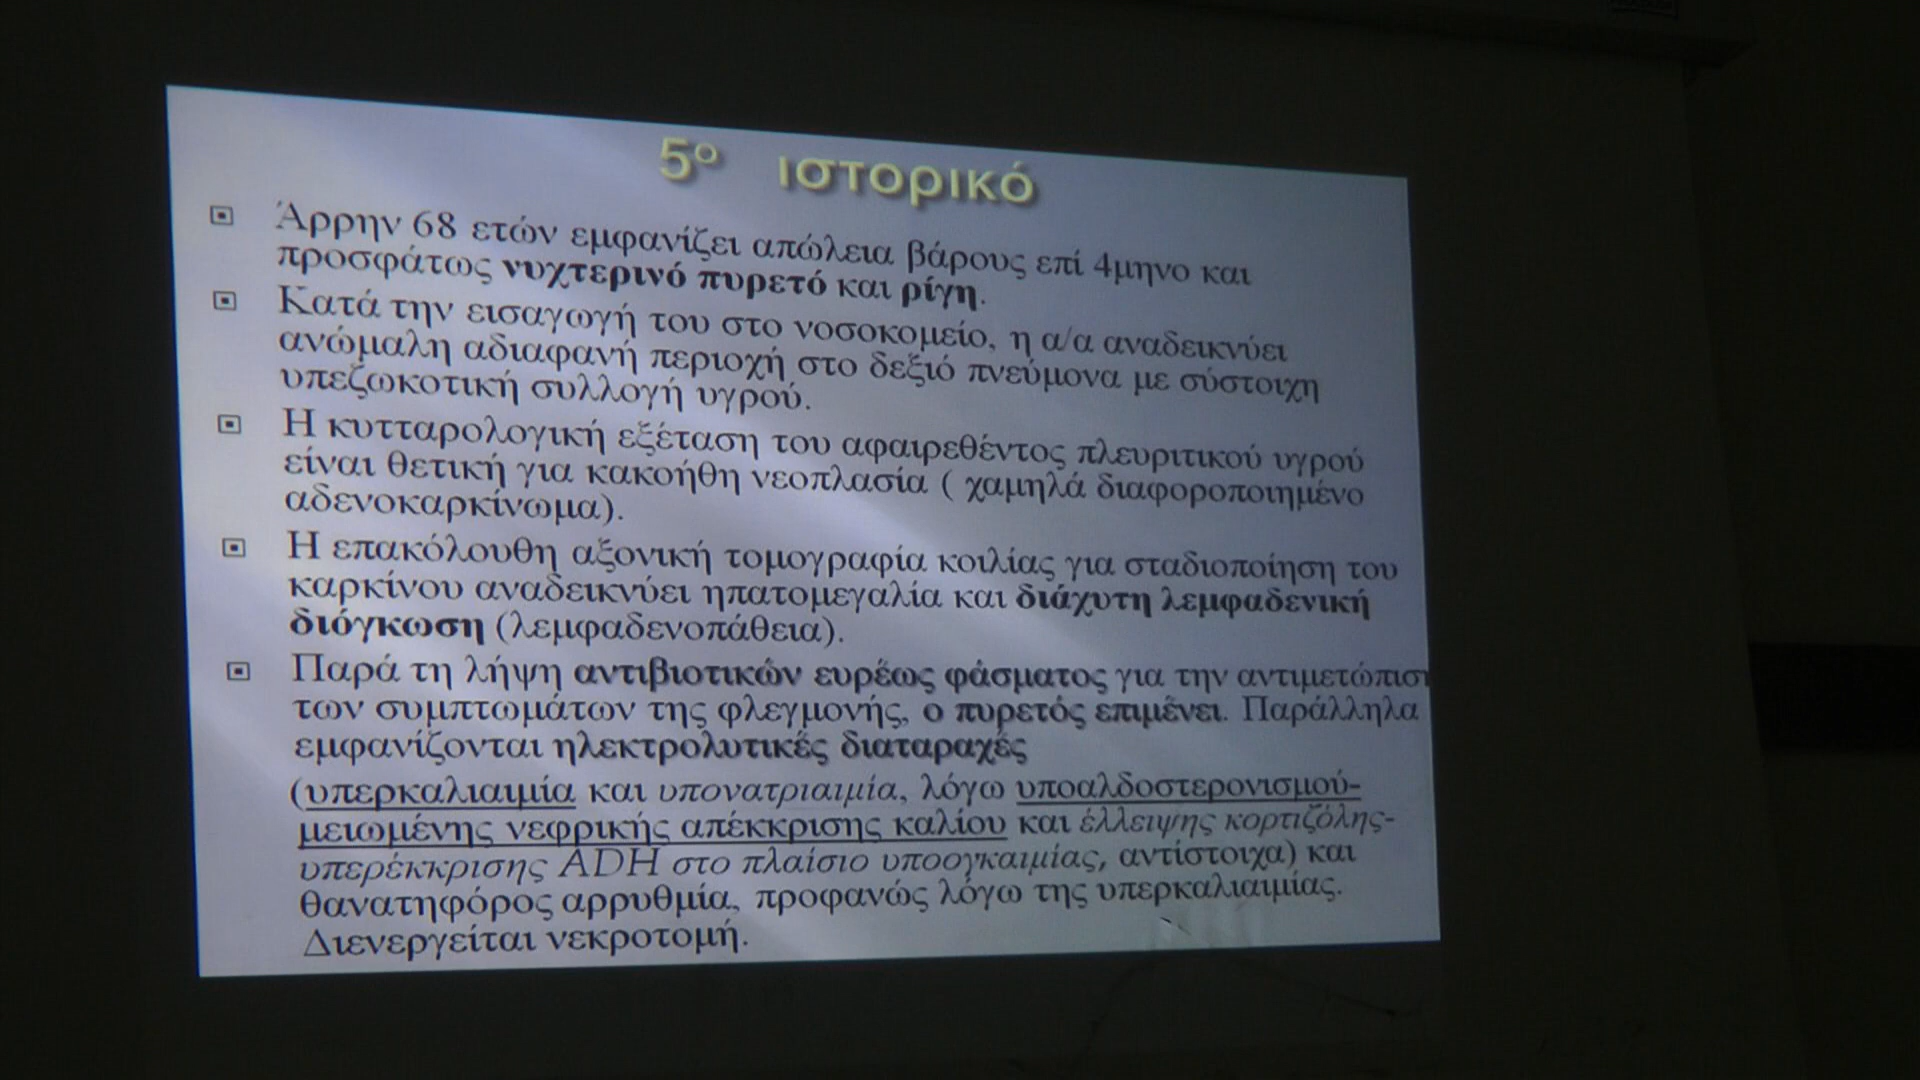 5ο ιστορικό
Άρρην 68 ετών εμφανίζει απώλεια βάρους επί 4μηνο και
προσφάτως νυχτερινό πυρετό και ρίγη.
Κατά την εισαγωγή του στο νοσοκομείο, η α/α αναδεικνύει
ανώμαλη αδιαφανή περιοχή στο δεξιό πνεύμονα με σύστοιχη
υπεζωκοτική συλλογή υγρού.
Η κυτταρολογική εξέταση του αφαιρεθέντος πλευριτικού υγρού
είναι θετική για κακοήθη νεοπλασία ( χαμηλά διαφοροποιημένο
αδενοκαρκίνωμα).
Η επακόλουθη αξονική τομογραφία κοιλίας για σταδιοποίηση του
καρκίνου αναδεικνύει ηπατομεγαλία και διάχυτη λεμφαδενική
διόγκωση (λεμφαδενοπάθεια).
Παρά τη λήψη αντιβιοτικών ευρέως φάσματος για την
των συμπτωμάτων της φλεγμονής, ο πυρετός επιμένει. Παράλληλα
εμφανίζονται ηλεκτρολυτικές διαταραχές
(υπερκαλιαιμία και υπονατριαιμία, λόγω υποαλδοστερονισμού-
μειωμένης νεφρικής απέκκρισης καλίου και έλλειψης κορτιζόλης-
υπερέκκρισης ADH στο πλαίσιο υποογκαιμίας, αντίστοιχα) και
θανατηφόρος αρρυθμία, προφανώς λόγω της υπερκαλιαιμίας.
Διενεργείται νεκροτομή.